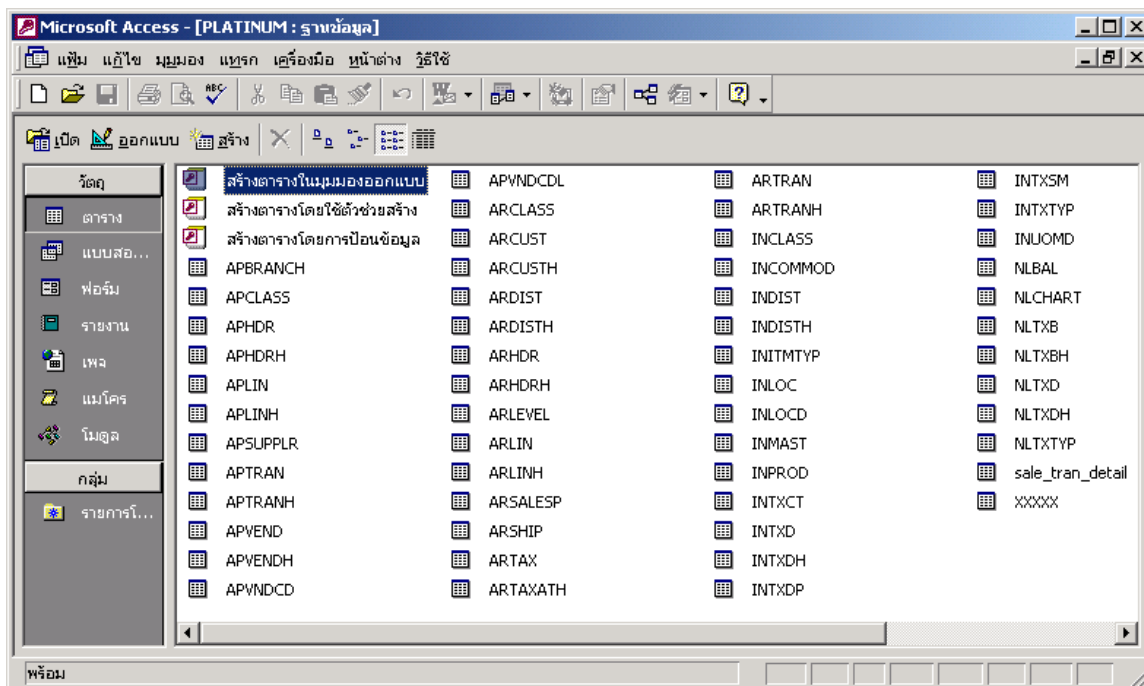 Microsoft Access - [PLATINUM : ฐานข้อมูล]
แฟ้ม แก้ไข มุมมอง แทรก เครื่องมือ หน้าต่าง วิธีใช้
เปิด ออกแบบ สร้าง
วัตถุ
ตาราง
แบบสอ...
ฟอร์ม
รายงาน
เพจ
แมโคร
โมดูล
กลุ่ม
รายการโ...
สร้างตารางในมุมมองออกแบบ
สร้างตารางโดยใช้ตัวช่วยสร้าง
สร้างตารางโดยการป้อนข้อมูล
APBRANCH
APCLASS
APHDR
APHDRH
APLIN
APLINH
APSUPPLR
APTRAN
APTRANH
APVEND
APVENDH
APVNDCD
APVNDCDL
ARCLASS
ARCUST
ARCUSTH
ARDIST
ARDISTH
ARHDR
ARHDRH
ARLEVEL
ARLIN
ARLINH
ARSALESP
ARSHIP
ARTAX
ARTAXATH
ARTRAN
ARTRANH
INCLASS
INCOMMOD
INDIST
INDISTH
INITMTYP
INLOC
INLOCD
INMAST
INPROD
INTXCT
INTXD
INTXDH
INTXDP
INTXSM
INTXTYP
INUOMD
NLBAL
NLCHART
NLTXB
NLTXBH
NLTXD
NLTXDH
NLTXTYP
sale_tran_detail
XXXXX
พร้อม